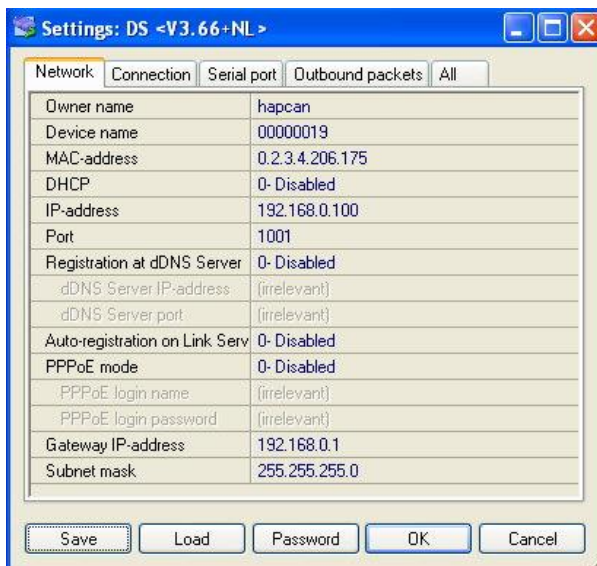 Settings: DS <V3.66+NL>
Network Connection Serial port Outbound packets All
Owner name hapcan
Device name 00000019
MAC-address 0.2.3.4.206.175
DHCP 0- Disabled
IP-address 192.168.0.100
Port 1001
Registration at dDNS Server 0- Disabled
dDNS Server IP-address (irrelevant)
dDNS Server port (irrelevant)
Auto-registration on Link Serv 0- Disabled
PPPoE mode 0- Disabled
PPPoE login name (irrelevant)
PPPoE login password (irrelevant)
Gateway IP-address 192.168.0.1
Subnet mask 255.255.255.0
Save Load Password OK Cancel